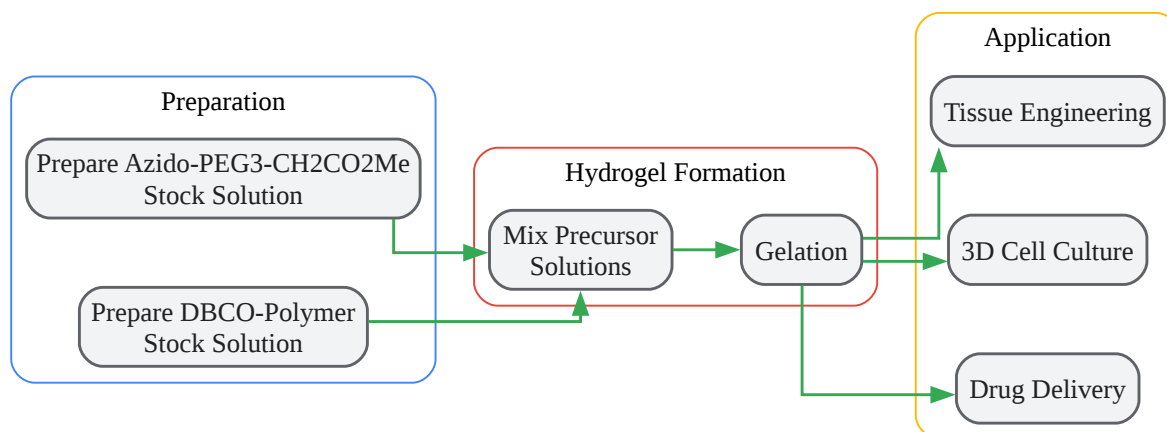 Preparation
Prepare Azido-PEG3-CH2CO2Me
Stock Solution
Prepare DBCO-Polymer
Stock Solution
Hydrogel Formation
Mix Precursor
Solutions
Gelation
Application
Tissue Engineering
3D Cell Culture
Drug Delivery